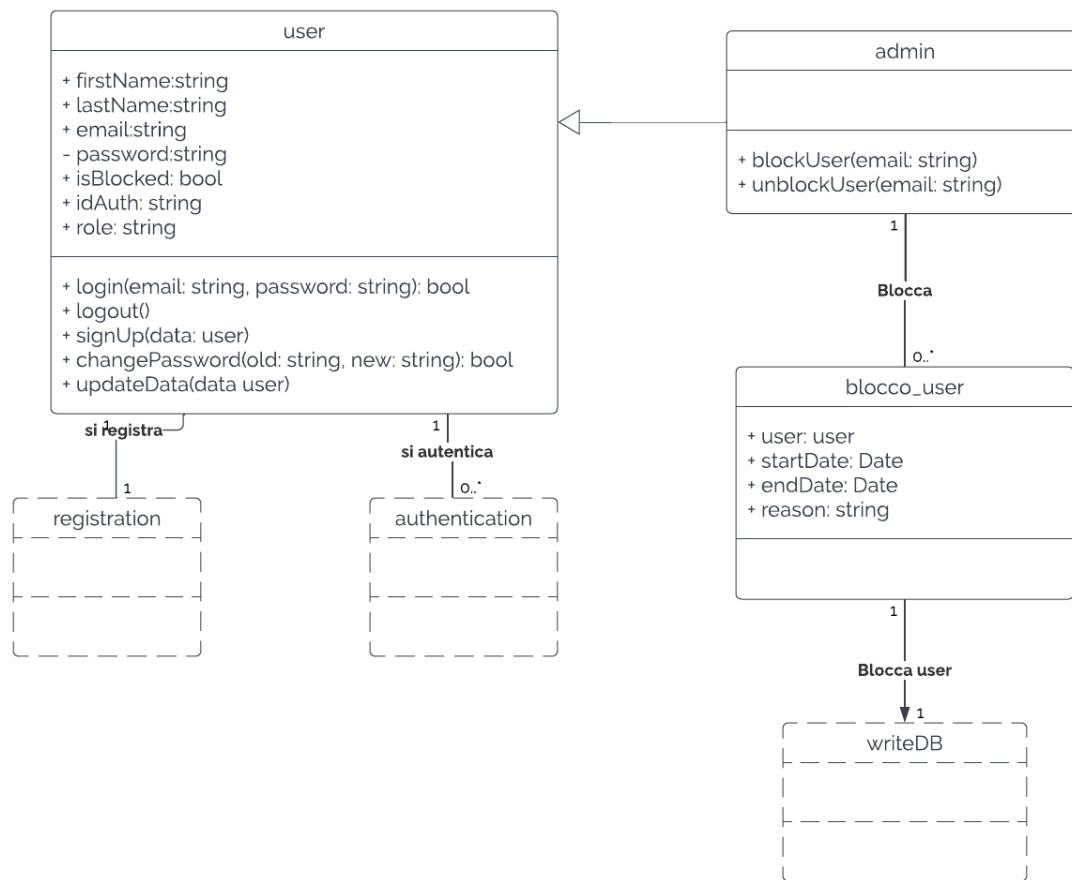 user
+ firstName:string
+ lastName:string
+ email:string
- password:string
+ isBlocked: bool
+ idAuth: string
+ role: string
+ login(email: string, password: string): bool
+ logout()
+ signUp(data: user)
+ changePassword(old: string, new: string): bool
+ updateData(data user)
admin
+ blockUser(email: string)
+ unblockUser(email: string)
1
Blocca
0..*
blocco_user
+ user: user
+ startDate: Date
+ endDate: Date
+ reason: string
1
si registra
1
registration
1
si autentica
0..*
authentication
1
Blocca user
1
writeDB